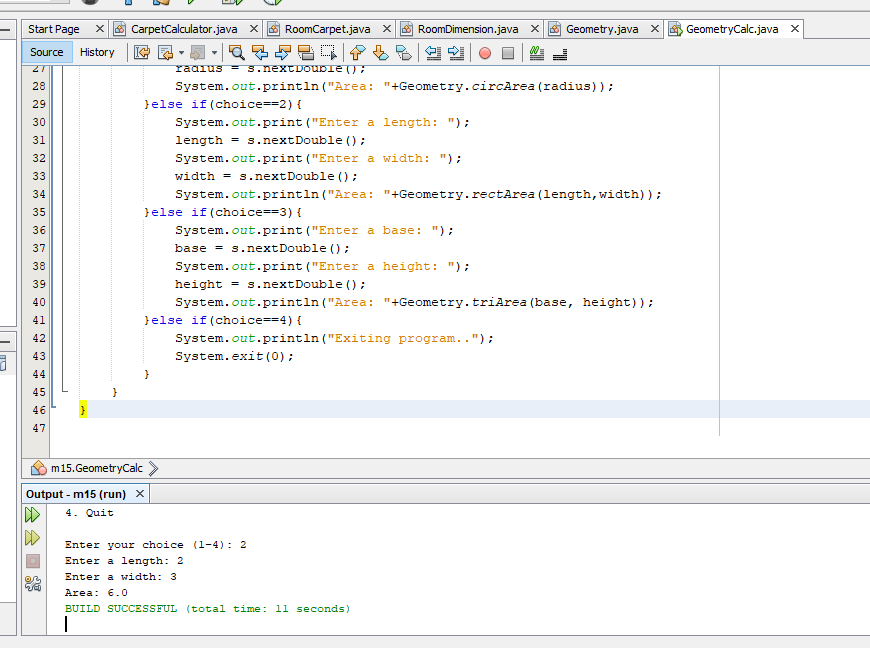 Start Page CarpetCalculator.java RoomCarpet.java RoomDimension.java Geometry.java GeometryCalc.java
Source History
27 radius = s.nextDouble();
28 System.out.println("Area: "+Geometry.circArea(radius));
29 }else if(choice==2){
30 System.out.print("Enter a length: ");
31 length = s.nextDouble();
32 System.out.print("Enter a width: ");
33 width = s.nextDouble();
34 System.out.println("Area: "+Geometry.rectArea(length,width));
35 }else if(choice==3){
36 System.out.print("Enter a base: ");
37 base = s.nextDouble();
38 System.out.print("Enter a height: ");
39 height = s.nextDouble();
40 System.out.println("Area: "+Geometry.triArea(base, height));
41 }else if(choice==4){
42 System.out.println("Exiting program..");
43 System.exit(0);
44 }
45 }
46 }
47
m15.GeometryCalc
Output - m15 (run)
4. Quit
Enter your choice (1-4): 2
Enter a length: 2
Enter a width: 3
Area: 6.0
BUILD SUCCESSFUL (total time: 11 seconds)